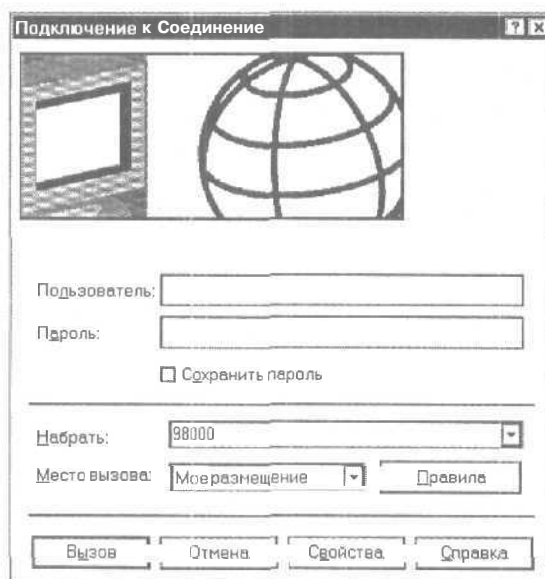 Подключение к Соединение
Пользователь:
Пароль:
Сохранить пароль
Набрать: 98000
Место вызова: Мое размещение Правила
Вызов Отмена Свойства Справка